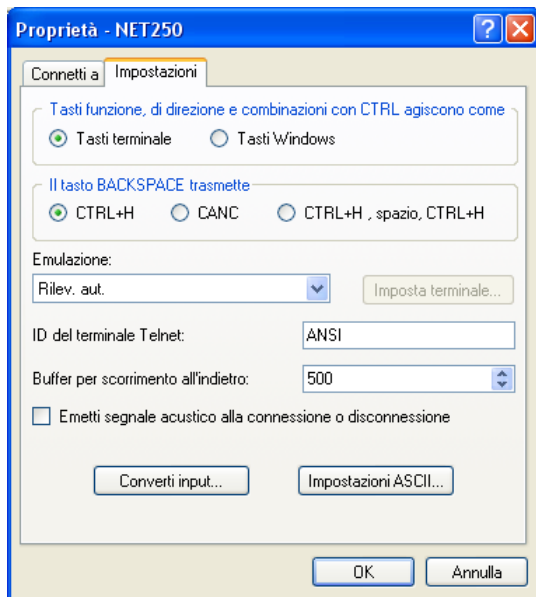 Proprietà - NET250
Connetti a Impostazioni
Tasti funzione, di direzione e combinazioni con CTRL agiscono come
Tasti terminale Tasti Windows
Il tasto BACKSPACE trasmette
CTRL+H CANC CTRL+H , spazio, CTRL+H
Emulazione:
Rilev. aut. Imposta terminale...
ID del terminale Telnet: ANSI
Buffer per scorrimento all'indietro: 500
Emetti segnale acustico alla connessione o disconnessione
Converti input... Impostazioni ASCII...
OK Annulla